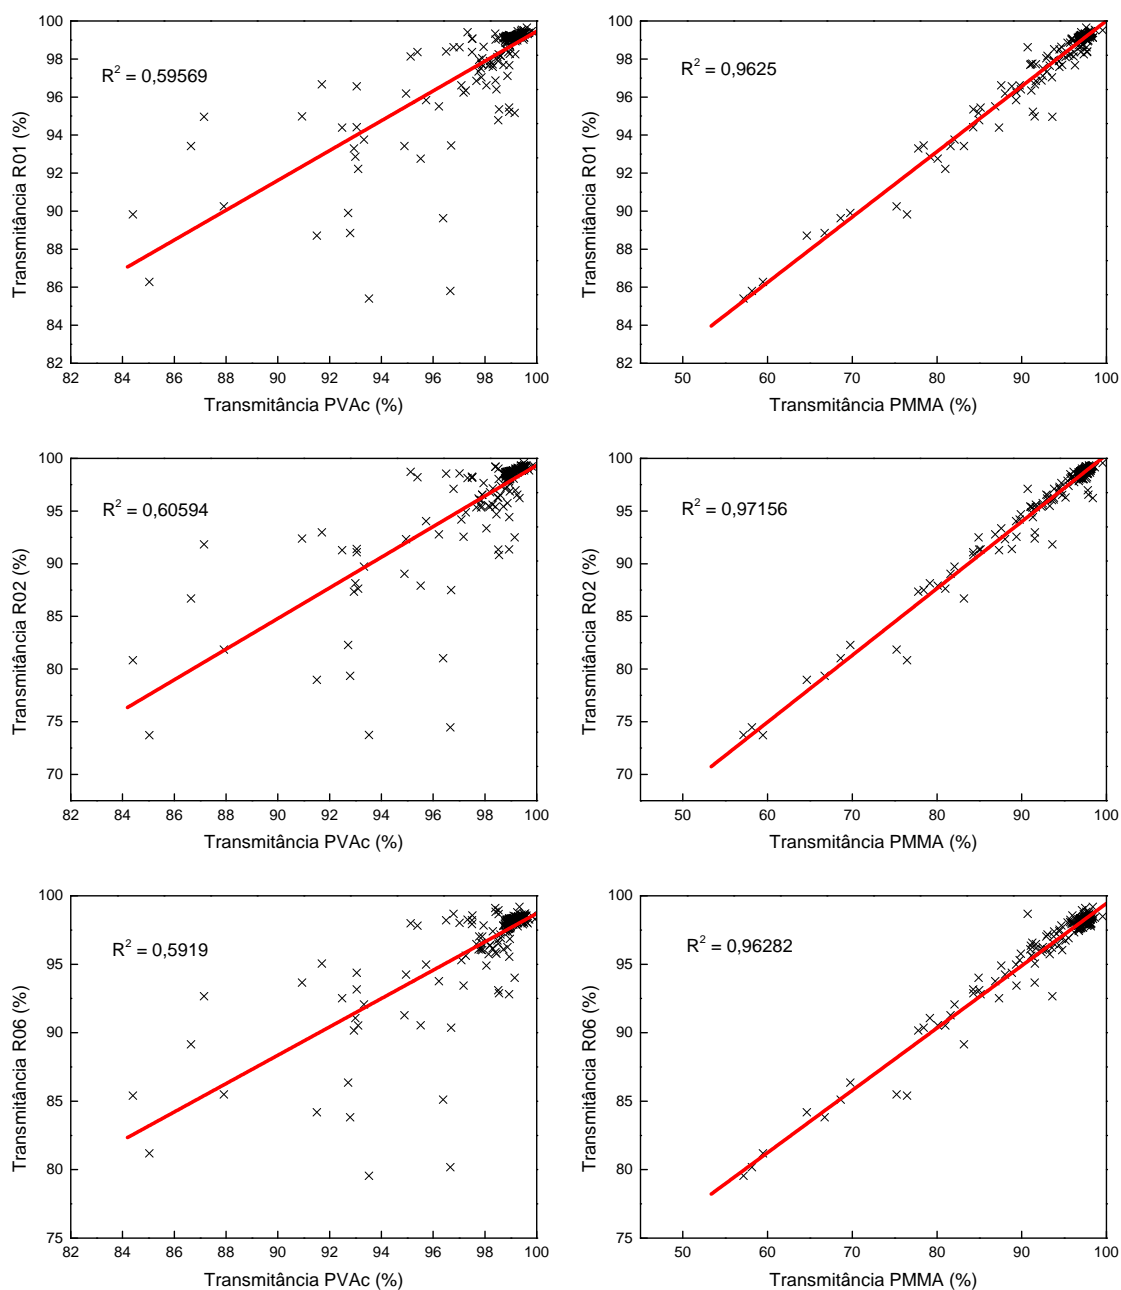 R² = 0,59569
Transmitância R01 (%)
100
98
96
94
92
90
88
86
84
82
82 84 86 88 90 92 94 96 98 100
Transmitância PVAc (%)
R² = 0,9625
Transmitância R01 (%)
100
98
96
94
92
90
88
86
84
82
50 60 70 80 90 100
Transmitância PMMA (%)
R² = 0,60594
Transmitância R02 (%)
100
95
90
85
80
75
70
82 84 86 88 90 92 94 96 98 100
Transmitância PVAc (%)
R² = 0,97156
Transmitância R02 (%)
100
95
90
85
80
75
70
50 60 70 80 90 100
Transmitância PMMA (%)
R² = 0,5919
Transmitância R06 (%)
100
95
90
85
80
75
82 84 86 88 90 92 94 96 98 100
Transmitância PVAc (%)
R² = 0,96282
Transmitância R06 (%)
100
95
90
85
80
75
50 60 70 80 90 100
Transmitância PMMA (%)